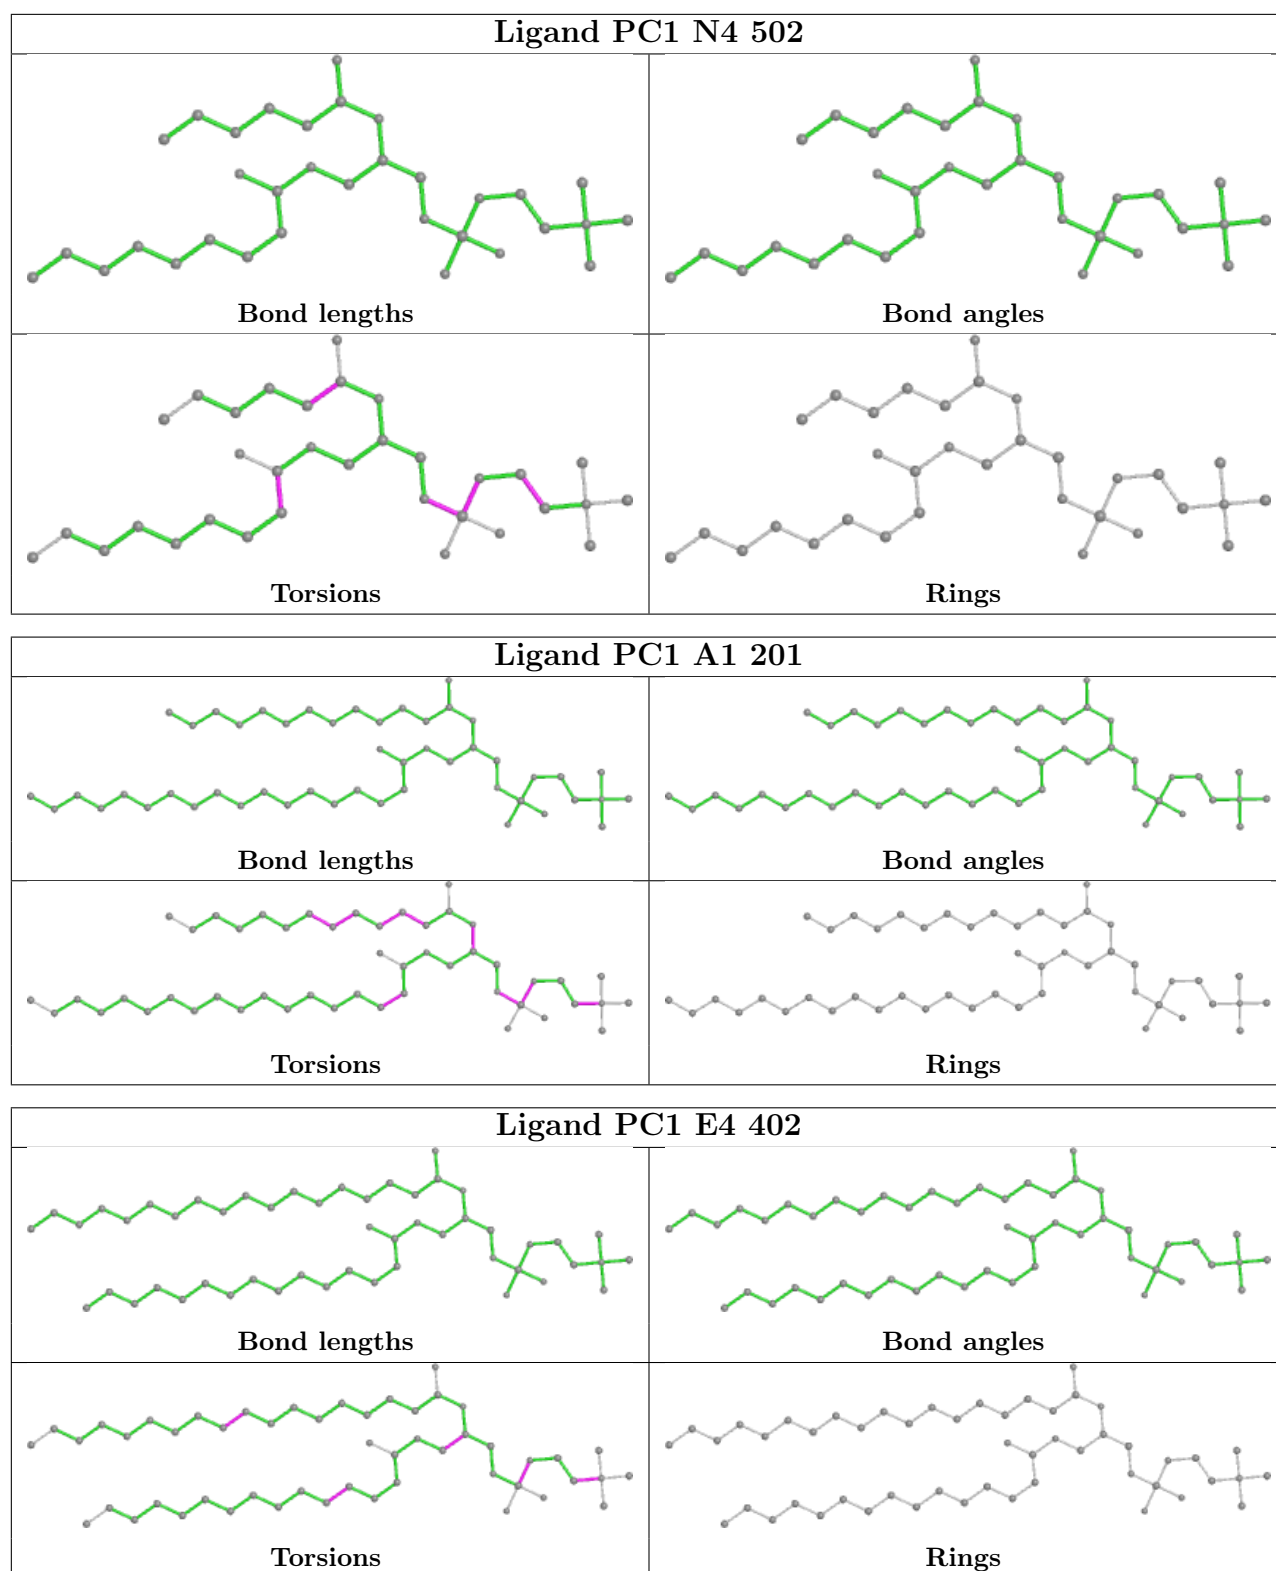 Ligand PC1 N4 502
Bond lengths
Bond angles
Torsions
Rings
Ligand PC1 A1 201
Bond lengths
Bond angles
Torsions
Rings
Ligand PC1 E4 402
Bond lengths
Bond angles
Torsions
Rings